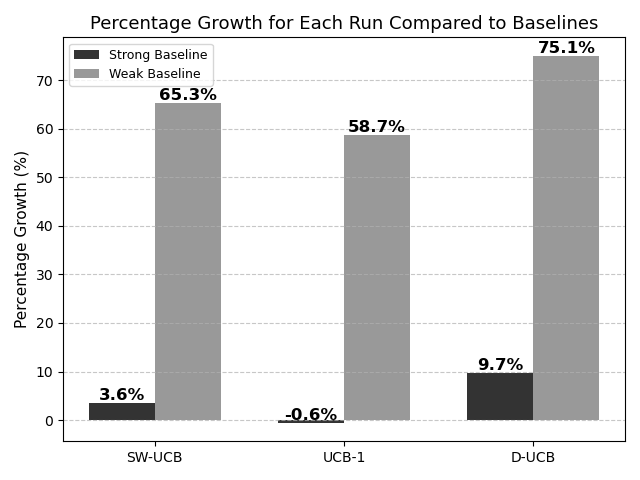 Percentage Growth for Each Run Compared to Baselines
Strong Baseline
Weak Baseline
75.1%
65.3%
58.7%
9.7%
3.6%
-0.6%
Percentage Growth (%)
70
60
50
40
30
20
10
0
SW-UCB
UCB-1
D-UCB